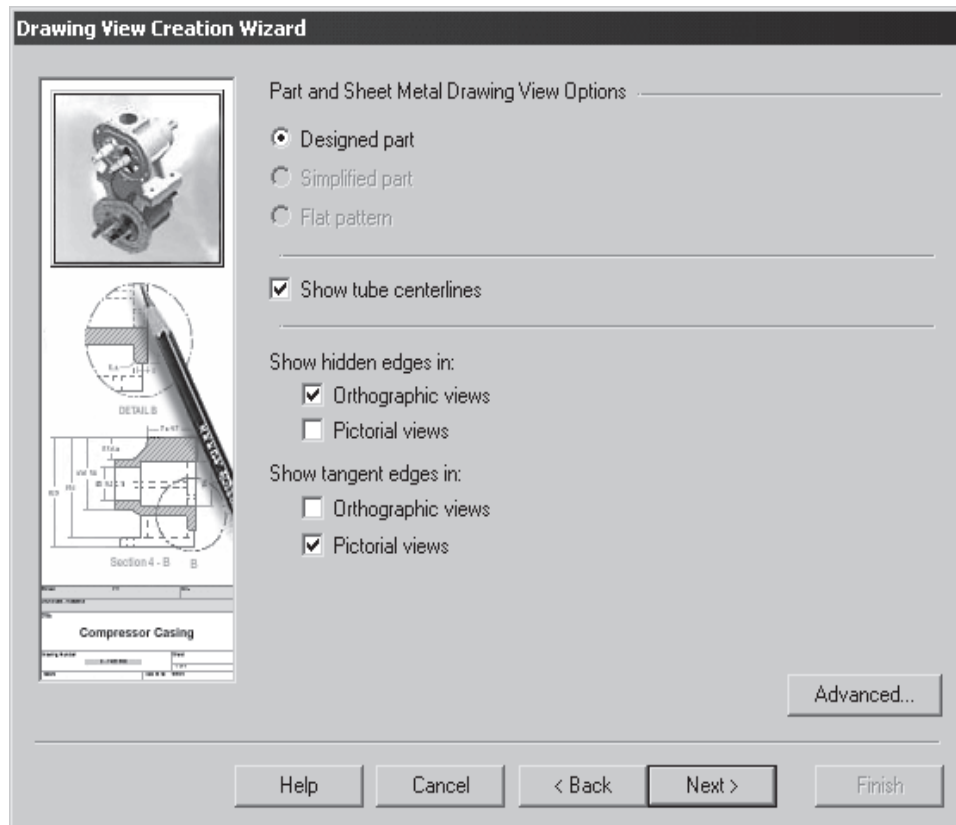 Drawing View Creation Wizard
Part and Sheet Metal Drawing View Options
Designed part
Simplified part
Flat pattern
Show tube centerlines
Show hidden edges in:
Orthographic views
Pictorial views
Show tangent edges in:
Orthographic views
Pictorial views
DETAIL B
Section 4 - B B
Compressor Casing
Advanced...
Help
Cancel
< Back
Next >
Finish